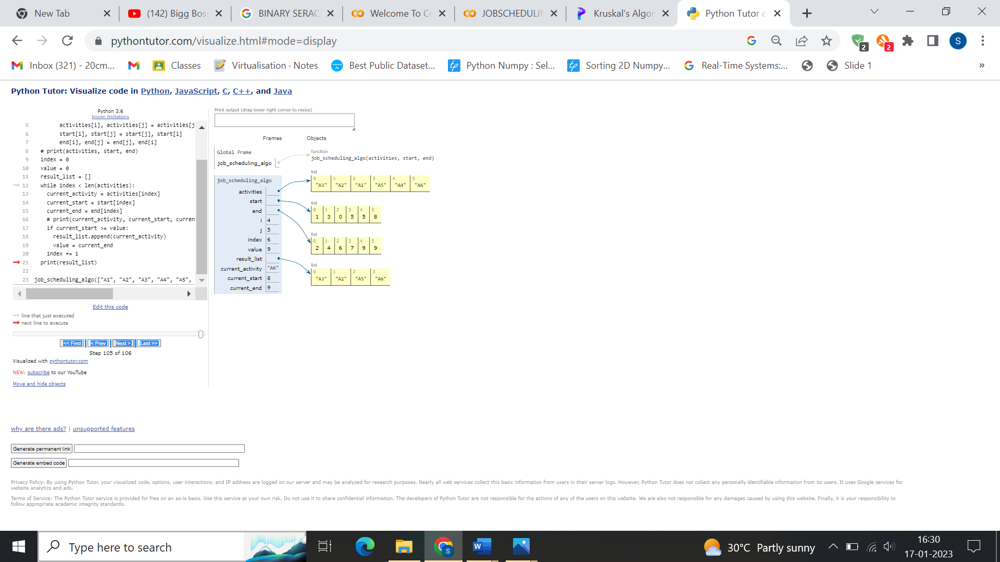 New Tab
(142) Bigg Boss
BINARY SERAC
Welcome To Co
JOBSCHEDULIN
Kruskal's Algor
Python Tutor c
pythontutor.com/visualize.html#mode=display
S
2
2
Inbox (321) - 20cm...
Classes
Virtualisation · Notes
Best Public Dataset...
Python Numpy : Sel...
Sorting 2D Numpy...
Real-Time Systems:...
Slide 1
»
Python Tutor: Visualize code in Python, JavaScript, C, C++, and Java
Python 3.6
known limitations
5 activities[i], activities[j] = activities[j
6 start[i], start[j] = start[j], start[i]
7 end[i], end[j] = end[j], end[i]
8 # print(activities, start, end)
9 index = 0
10 value = 0
11 result_list = []
12 while index < len(activities):
13 current_activity = activities[index]
14 current_start = start[index]
15 current_end = end[index]
16 # print(current_activity, current_start, curren
17 if current_start >= value:
18 result_list.append(current_activity)
19 value = current_end
20 index += 1
21 print(result_list)
22
23 job_scheduling_algo(["A1", "A2", "A3", "A4", "A5",
Edit this code
line that just executed
next line to execute
<< First < Prev Next > Last >>
Step 105 of 106
Visualized with pythontutor.com
NEW: subscribe to our YouTube
Move and hide objects
Print output (drag lower right corner to resize)
Frames Objects
Global frame
job_scheduling_algo
function
job_scheduling_algo(activities, start, end)
job_scheduling_algo
activities
start
end
i 4
j 5
index 6
value 9
result_list
current_activity "A6"
current_start 8
current_end 9
list
0 1 2 3 4 5
"A3" "A2" "A1" "A5" "A4" "A6"
list
0 1 2 3 4 5
1 3 0 5 5 8
list
0 1 2 3 4 5
2 4 6 7 9 9
list
0 1 2 3
"A3" "A2" "A5" "A6"
why are there ads? | unsupported features
Generate permanent link
Generate embed code
Privacy Policy: By using Python Tutor, your visualized code, options, user interactions, and IP address are logged on our server and may be analyzed for research purposes. Nearly all web services collect this basic information from users in their server logs. However, Python Tutor does not collect any personally identifiable information from its users. It uses Google services for
website analytics and ads.
Terms of Service: The Python Tutor service is provided for free on an as-is basis. Use this service at your own risk. Do not use it to share confidential information. The developers of Python Tutor are not responsible for the actions of any of the users on this website. We are also not responsible for any damages caused by using this website. Finally, it is your responsibility to
follow appropriate academic integrity standards.
Type here to search
30°C Partly sunny
16:30
17-01-2023